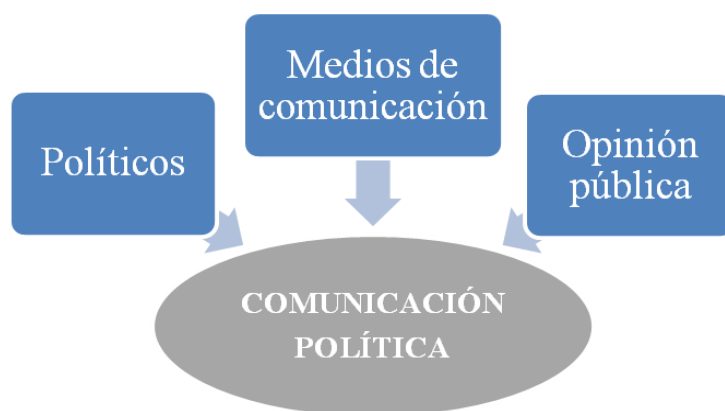 Políticos
Medios de
comunicación
Opinión
pública
COMUNICACIÓN
POLÍTICA